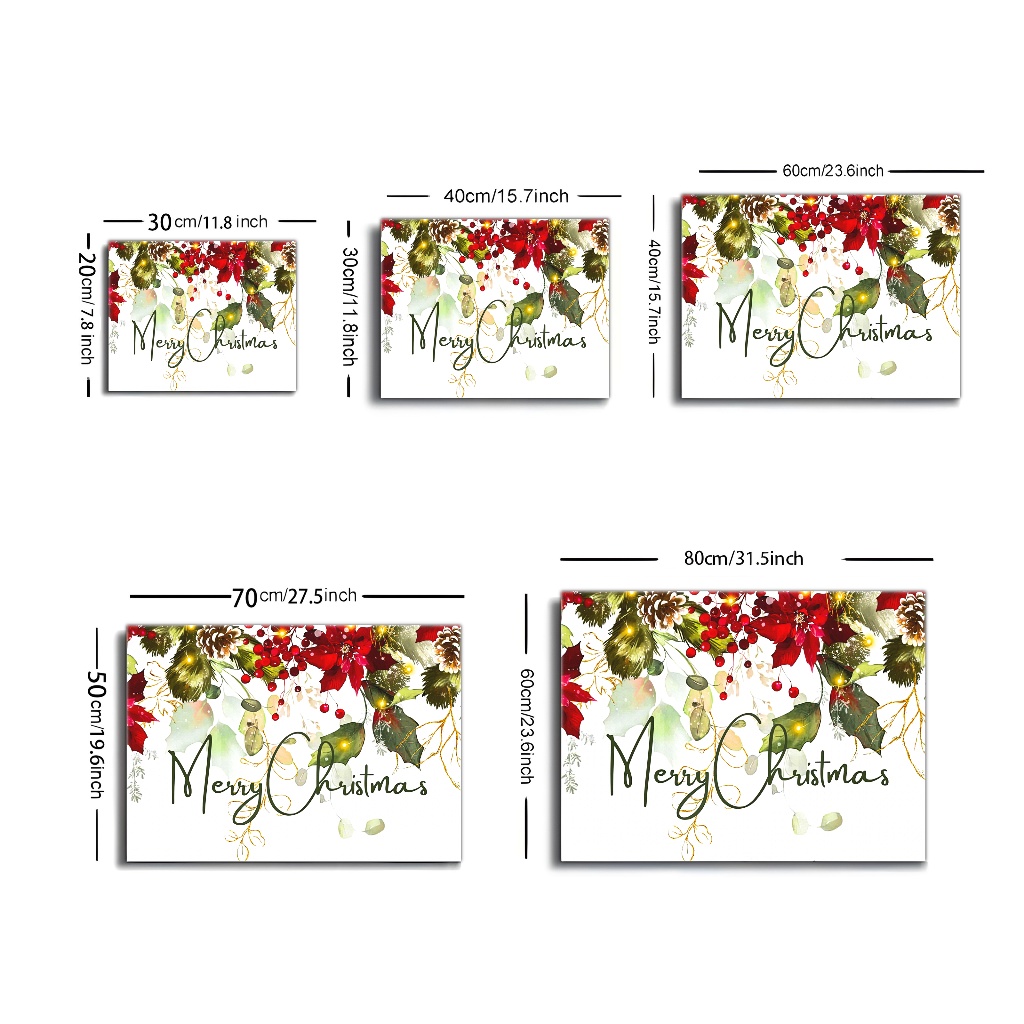 30cm/11.8 inch
20cm/ 7.8 inch
Merry Christmas
40cm/15.7inch
30cm/11.8inch
Merry Christmas
60cm/23.6inch
40cm/15.7inch
Merry Christmas
70cm/27.5inch
50cm/19.6inch
Merry Christmas
80cm/31.5inch
60cm/23.6inch
Merry Christmas